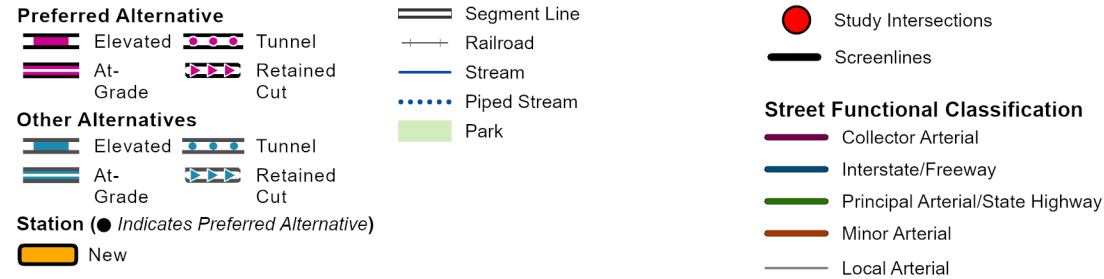 Preferred Alternative
Elevated
Tunnel
At-
Grade
Retained
Cut
Other Alternatives
Elevated
Tunnel
At-
Grade
Retained
Cut
Station (● Indicates Preferred Alternative)
New
Segment Line
Railroad
Stream
Piped Stream
Park
Study Intersections
Screenlines
Street Functional Classification
Collector Arterial
Interstate/Freeway
Principal Arterial/State Highway
Minor Arterial
Local Arterial